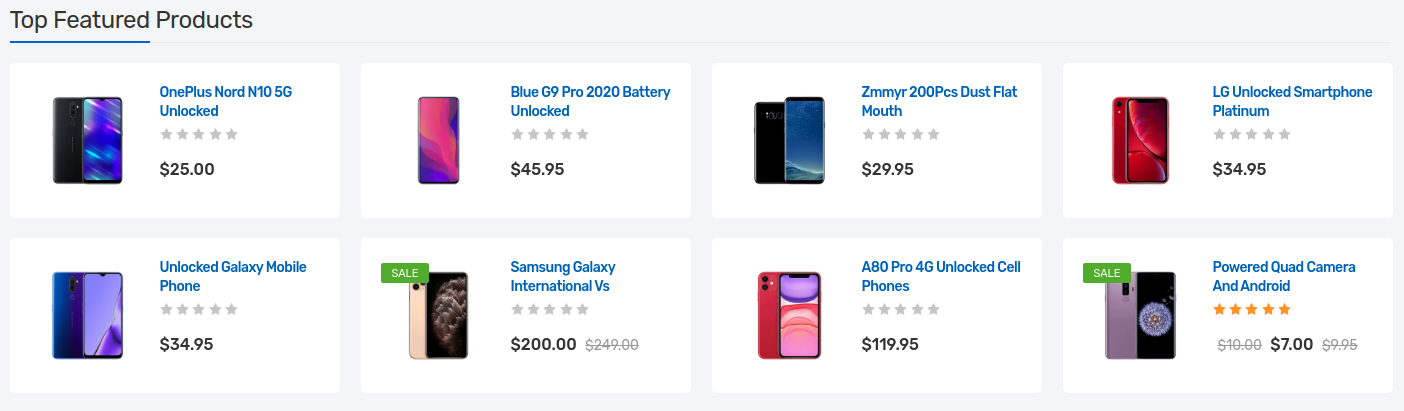 Top Featured Products
OnePlus Nord N10 5G
Unlocked
$25.00
Blue G9 Pro 2020 Battery
Unlocked
$45.95
Zmmyr 200Pcs Dust Flat
Mouth
$29.95
LG Unlocked Smartphone
Platinum
$34.95
Unlocked Galaxy Mobile
Phone
$34.95
SALE
Samsung Galaxy
International Vs
$200.00 $249.00
A80 Pro 4G Unlocked Cell
Phones
$119.95
SALE
Powered Quad Camera
And Android
$10.00 $7.00 $9.95